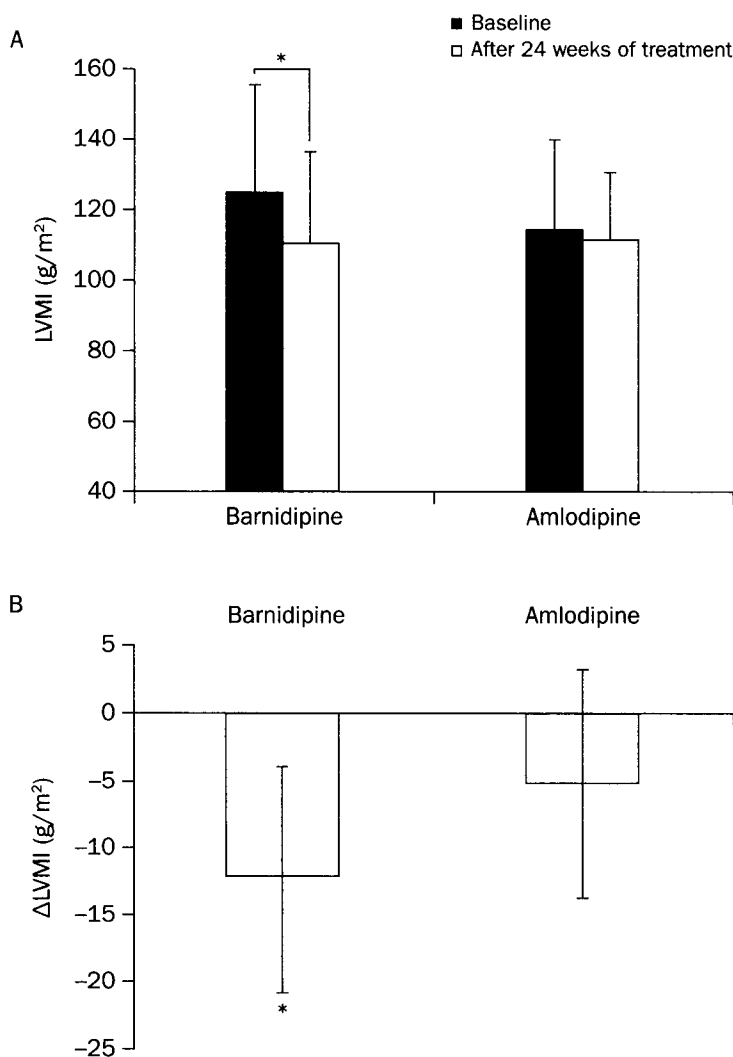 A
■ Baseline
□ After 24 weeks of treatment
160
140
120
100
80
60
40
LVMI (g/m²)
*
Barnidipine Amlodipine
B
Barnidipine Amlodipine
5
0
–5
–10
–15
–20
–25
ΔLVMI (g/m²)
*